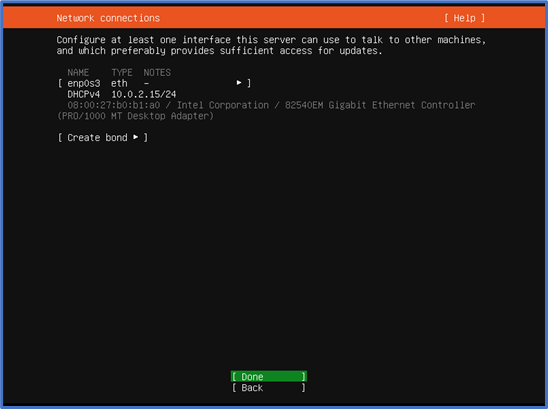 Network connections [ Help ]
Configure at least one interface this server can use to talk to other machines,
and which preferably provides sufficient access for updates.
NAME TYPE NOTES
[ enp0s3 eth – ▸ ]
DHCPv4 10.0.2.15/24
08:00:27:b0:b1:a0 / Intel Corporation / 82540EM Gigabit Ethernet Controller
(PRO/1000 MT Desktop Adapter)
[ Create bond ▸ ]
[ Done ]
[ Back ]